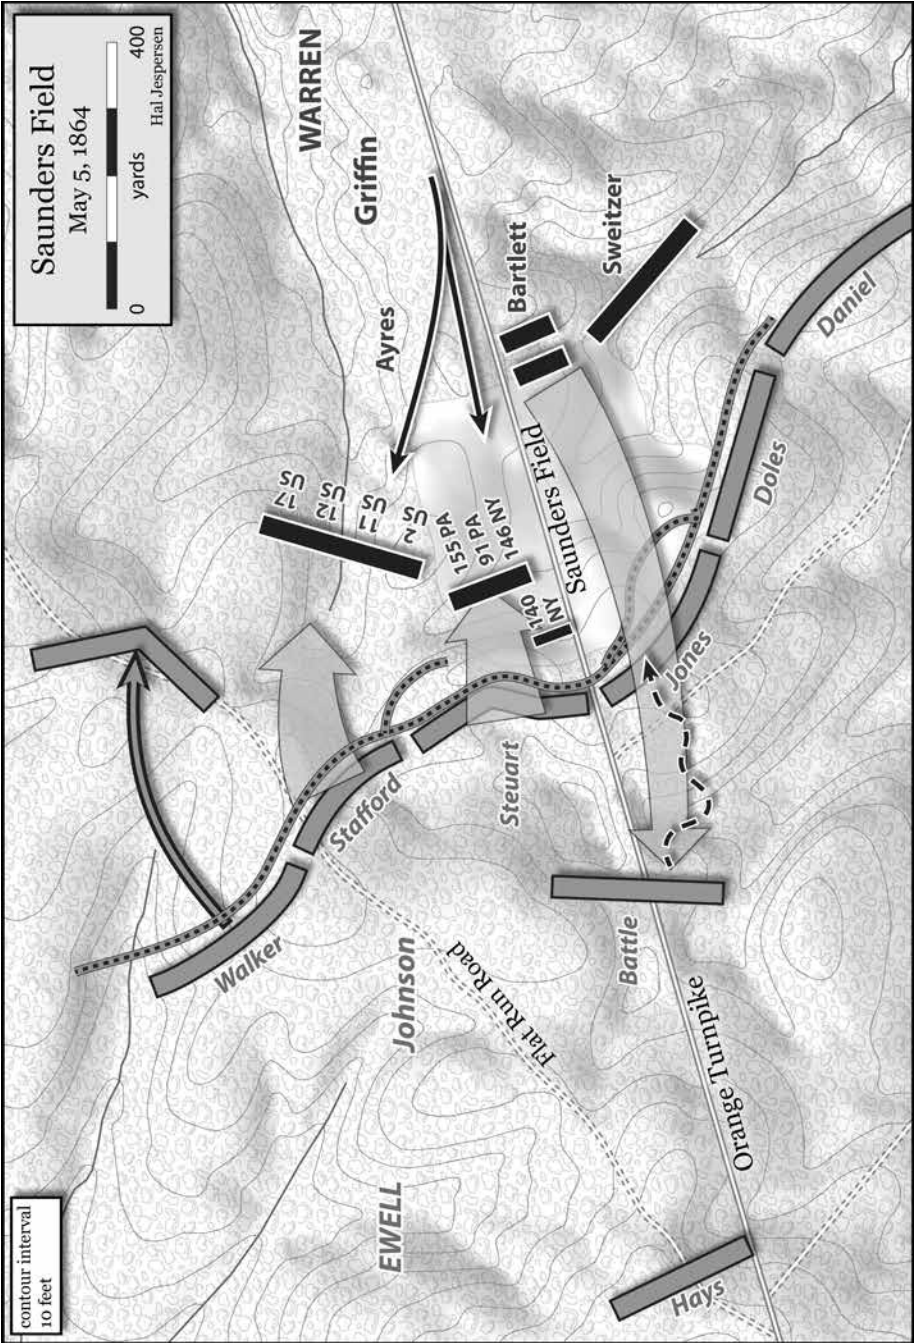 Saunders Field
May 5, 1864
0 yards 400
Hal Jespersen
contour interval
10 feet
WARREN
Griffin
Ayres
Bartlett
Sweitzer
17
US
12
US
11
US
2
US
155 PA
91 PA
146 NY
140
NY
Saunders Field
Daniel
Doles
Jones
Steuart
Stafford
Walker
Johnson
Flat Run Road
Battle
Orange Turnpike
EWELL
Hays